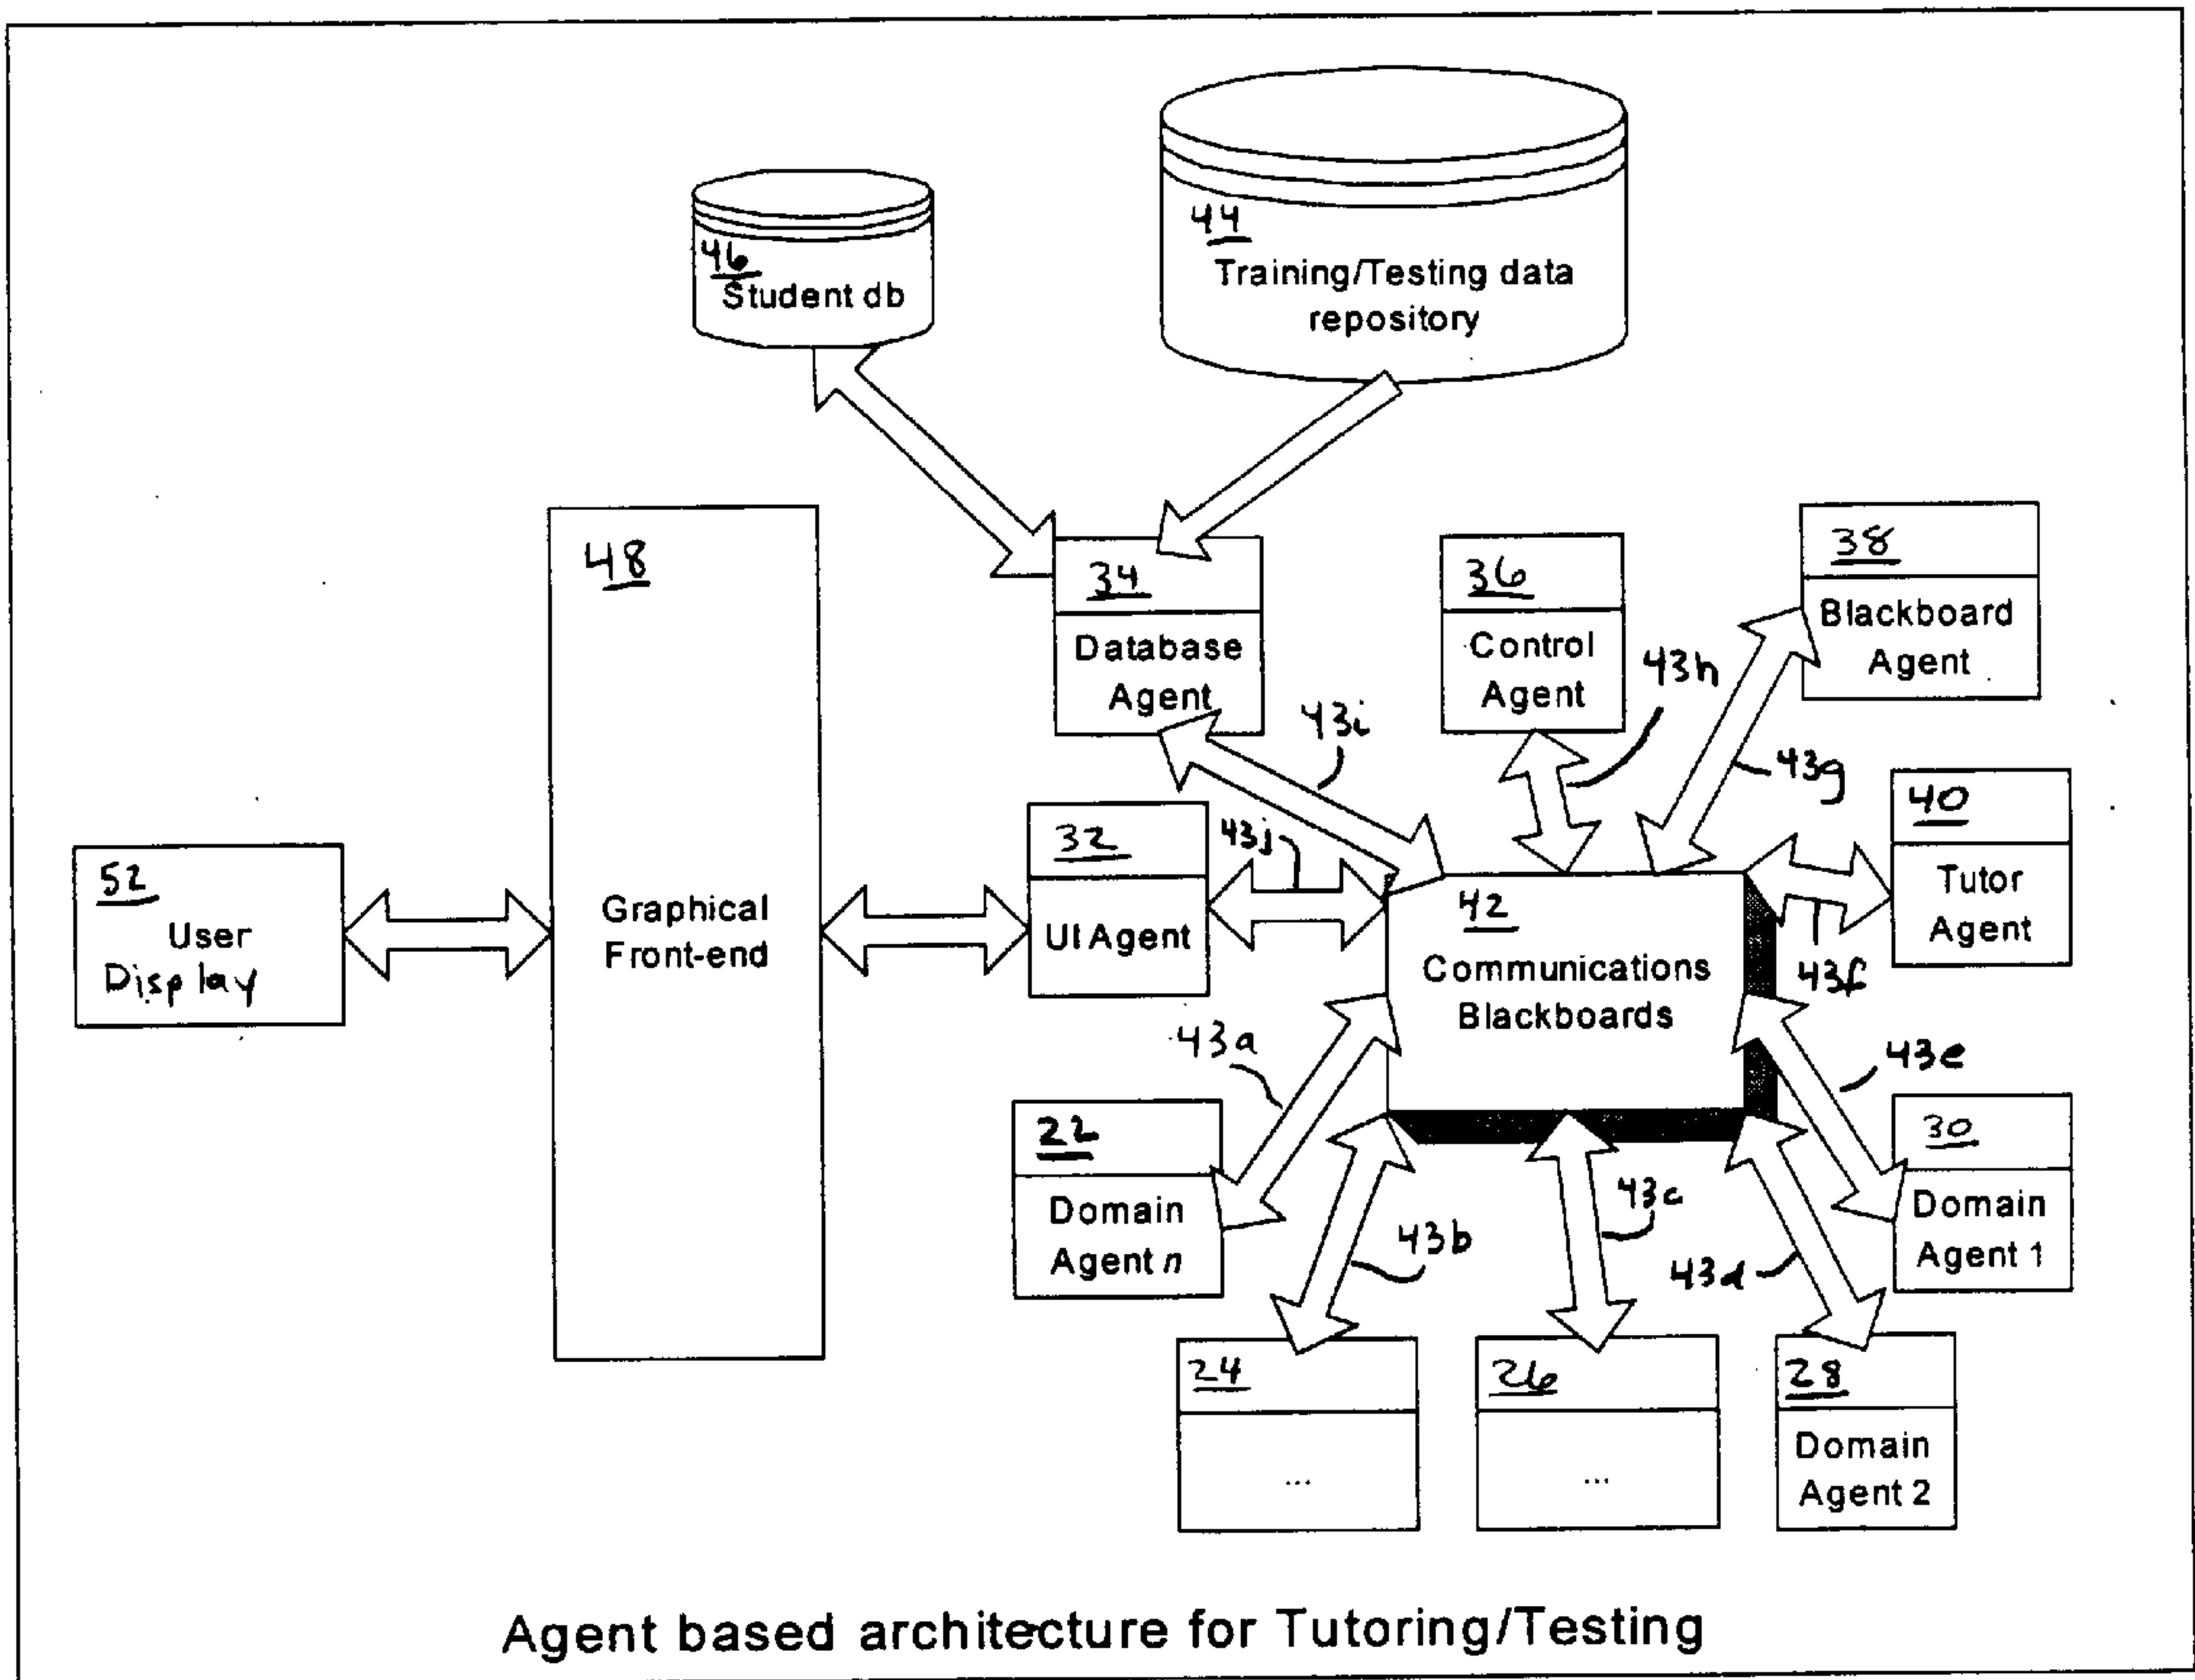 44
Training/Testing data
repository
46
Student db
48
Graphical
Front-end
34
Database
Agent
36
Control
Agent
38
Blackboard
Agent
43h
43i
43g
40
Tutor
Agent
43f
32
UI Agent
43j
52
User
Display
42
Communications
Blackboards
43a
43e
22
Domain
Agent n
30
Domain
Agent 1
43b
43c
43d
24
...
26
...
28
Domain
Agent 2
Agent based architecture for Tutoring/Testing